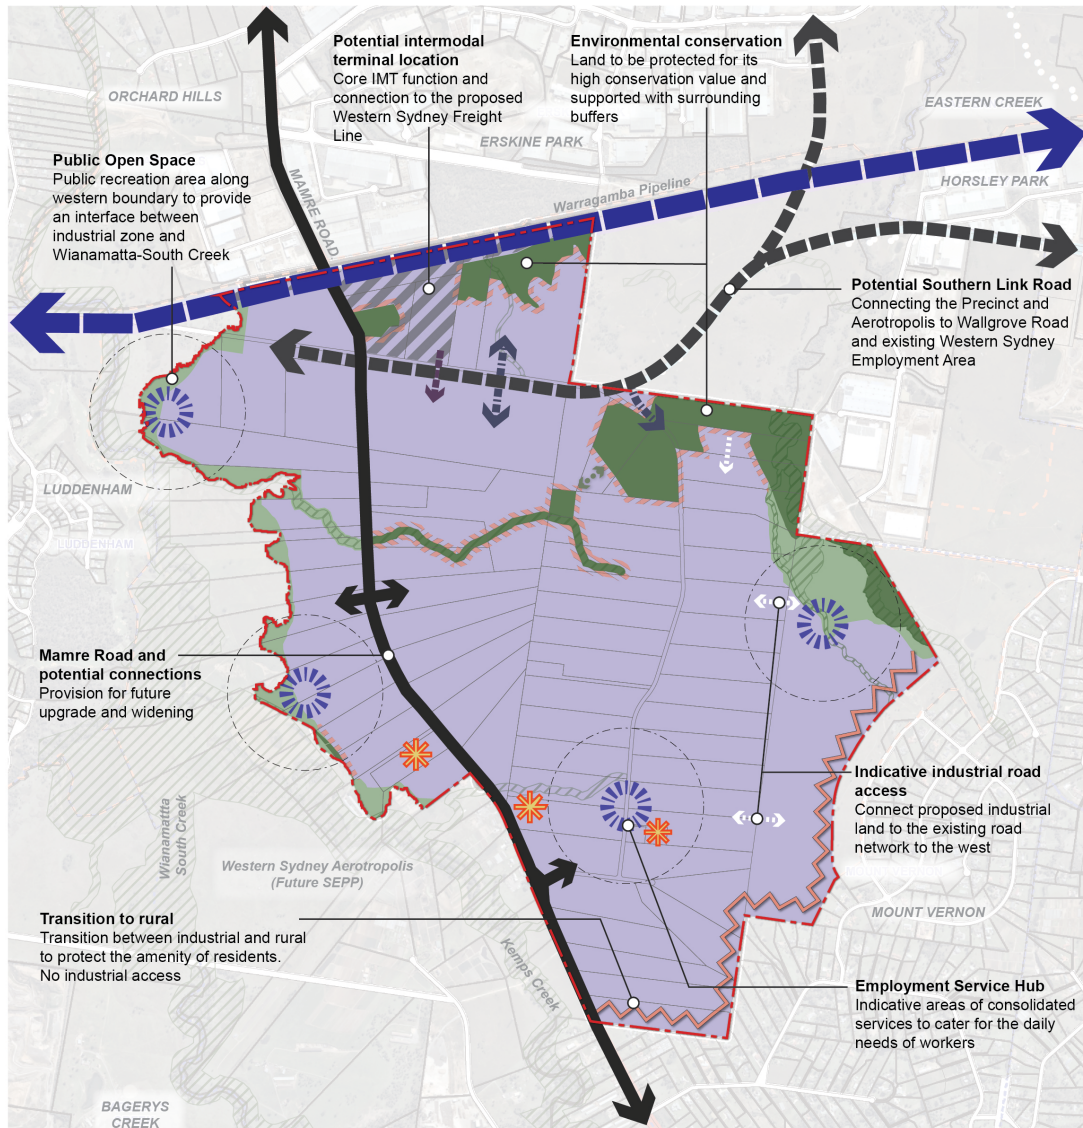 Potential intermodal
terminal location
Core IMT function and
connection to the proposed
Western Sydney Freight
Line
Environmental conservation
Land to be protected for its
high conservation value and
supported with surrounding
buffers
ORCHARD HILLS
ERSKINE PARK
EASTERN CREEK
HORSLEY PARK
Public Open Space
Public recreation area along
western boundary to provide
an interface between
industrial zone and
Wianamatta-South Creek
MAMRE ROAD
Warragamba Pipeline
Potential Southern Link Road
Connecting the Precinct and
Aerotropolis to Wallgrove Road
and existing Western Sydney
Employment Area
LUDDENHAM
LUDDENHAM
Mamre Road and
potential connections
Provision for future
upgrade and widening
Indicative industrial road
access
Connect proposed industrial
land to the existing road
network to the west
Wianamattta
South Creek
Western Sydney Aerotropolis
(Future SEPP)
MOUNT VERNON
MOUNT VERNON
Transition to rural
Transition between industrial and rural
to protect the amenity of residents.
No industrial access
Kemps Creek
Employment Service Hub
Indicative areas of consolidated
services to cater for the daily
needs of workers
BAGERYS
CREEK